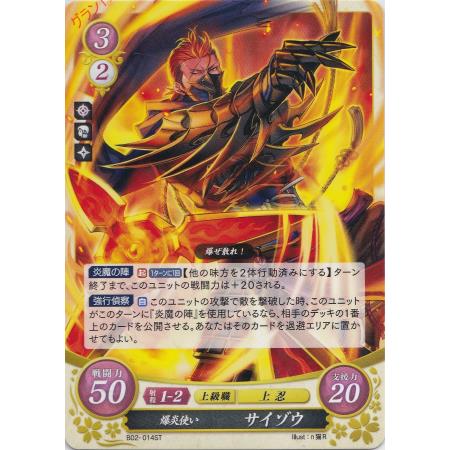 グラン
3
2
爆ぜ散れ!
炎魔の陣 起 1ターンに1回 【他の味方を2体行動済みにする】ターン
終了まで、このユニットの戦闘力は+20される。
強行偵察 自 このユニットの攻撃で敵を撃破した時、このユニット
がこのターンに『炎魔の陣』を使用しているなら、相手のデッキの1番
上のカードを公開させる。あなたはそのカードを退避エリアに置
かせてもよい。
戦闘力 50
射程 1-2 上級職 上忍
支援力 20
爆炎使い サイゾウ
B02-014ST
Illust:n猫R